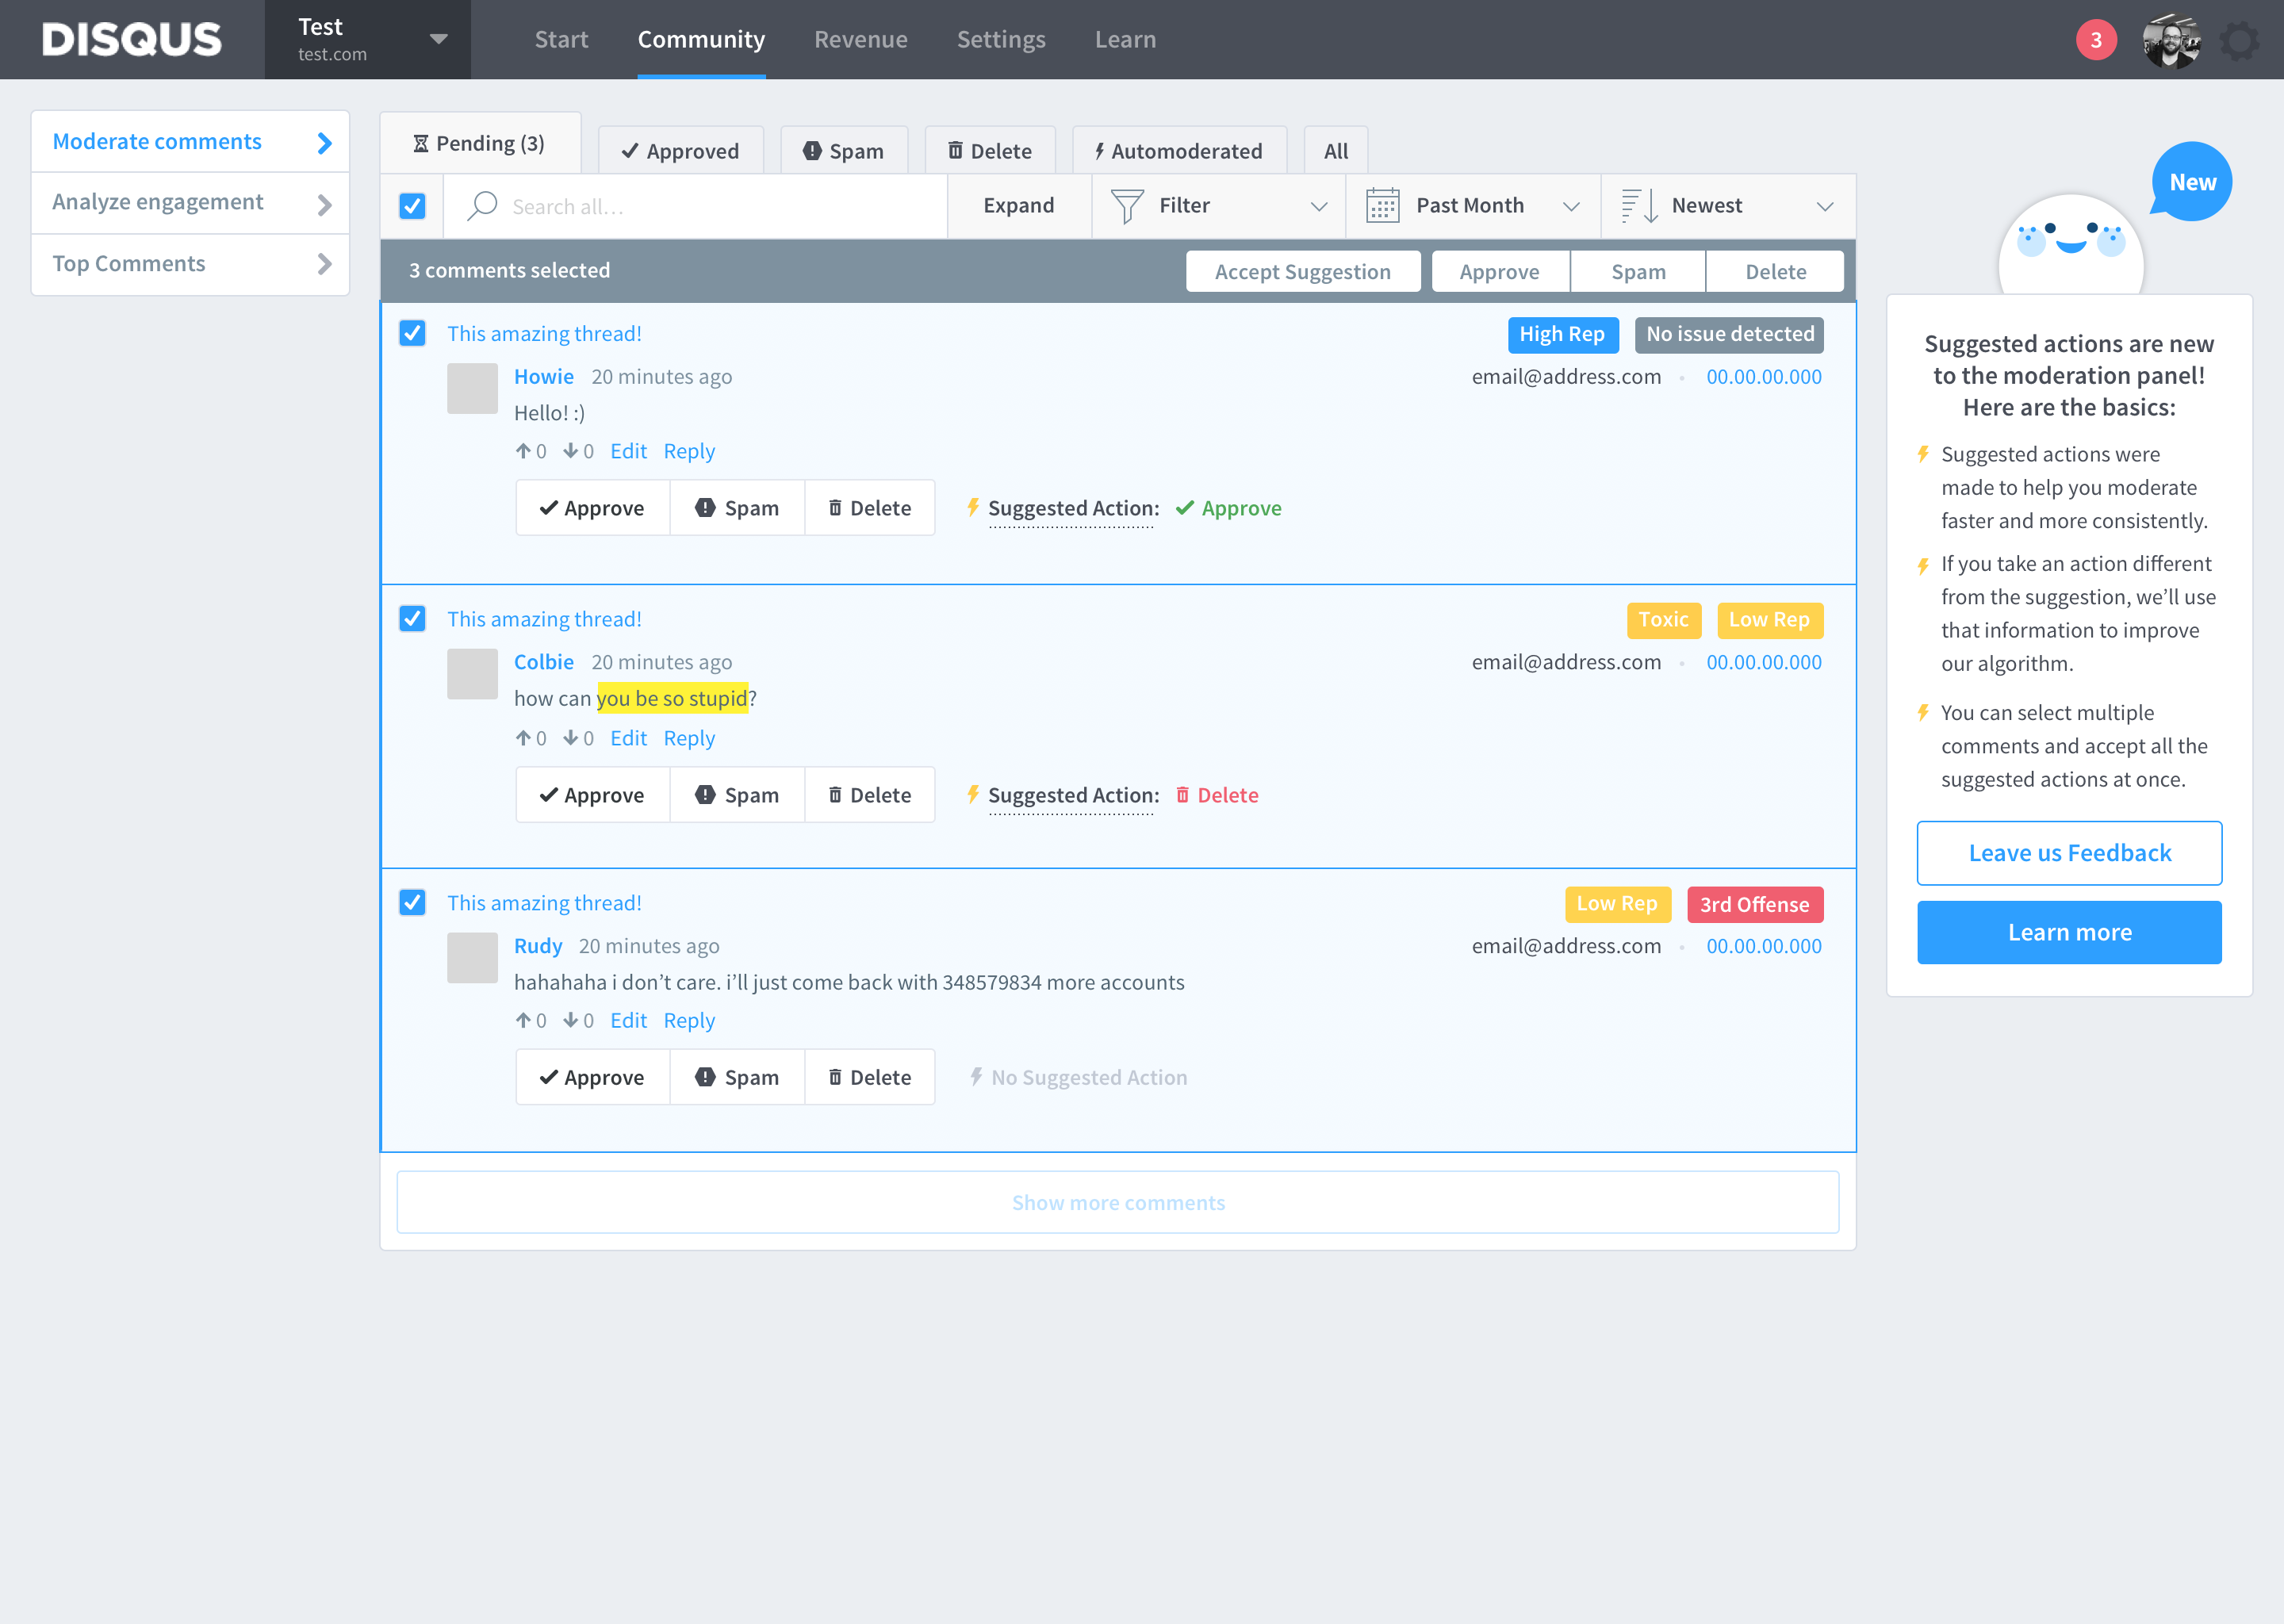 DISQUS
Test
test.com
Start
Community
Revenue
Settings
Learn
3
Moderate comments
Analyze engagement
Top Comments
Pending (3)
Approved
Spam
Delete
Automoderated
All
Search all...
Expand
Filter
Past Month
Newest
3 comments selected
Accept Suggestion
Approve
Spam
Delete
This amazing thread!
High Rep
No issue detected
Howie 20 minutes ago
email@address.com • 00.00.00.000
Hello! :)
0 0 Edit Reply
Approve
Spam
Delete
Suggested Action: Approve
This amazing thread!
Toxic
Low Rep
Colbie 20 minutes ago
email@address.com • 00.00.00.000
how can you be so stupid?
0 0 Edit Reply
Approve
Spam
Delete
Suggested Action: Delete
This amazing thread!
Low Rep
3rd Offense
Rudy 20 minutes ago
email@address.com • 00.00.00.000
hahahaha i don’t care. i’ll just come back with 348579834 more accounts
0 0 Edit Reply
Approve
Spam
Delete
No Suggested Action
Show more comments
New
Suggested actions are new
to the moderation panel!
Here are the basics:
Suggested actions were
made to help you moderate
faster and more consistently.
If you take an action different
from the suggestion, we’ll use
that information to improve
our algorithm.
You can select multiple
comments and accept all the
suggested actions at once.
Leave us Feedback
Learn more